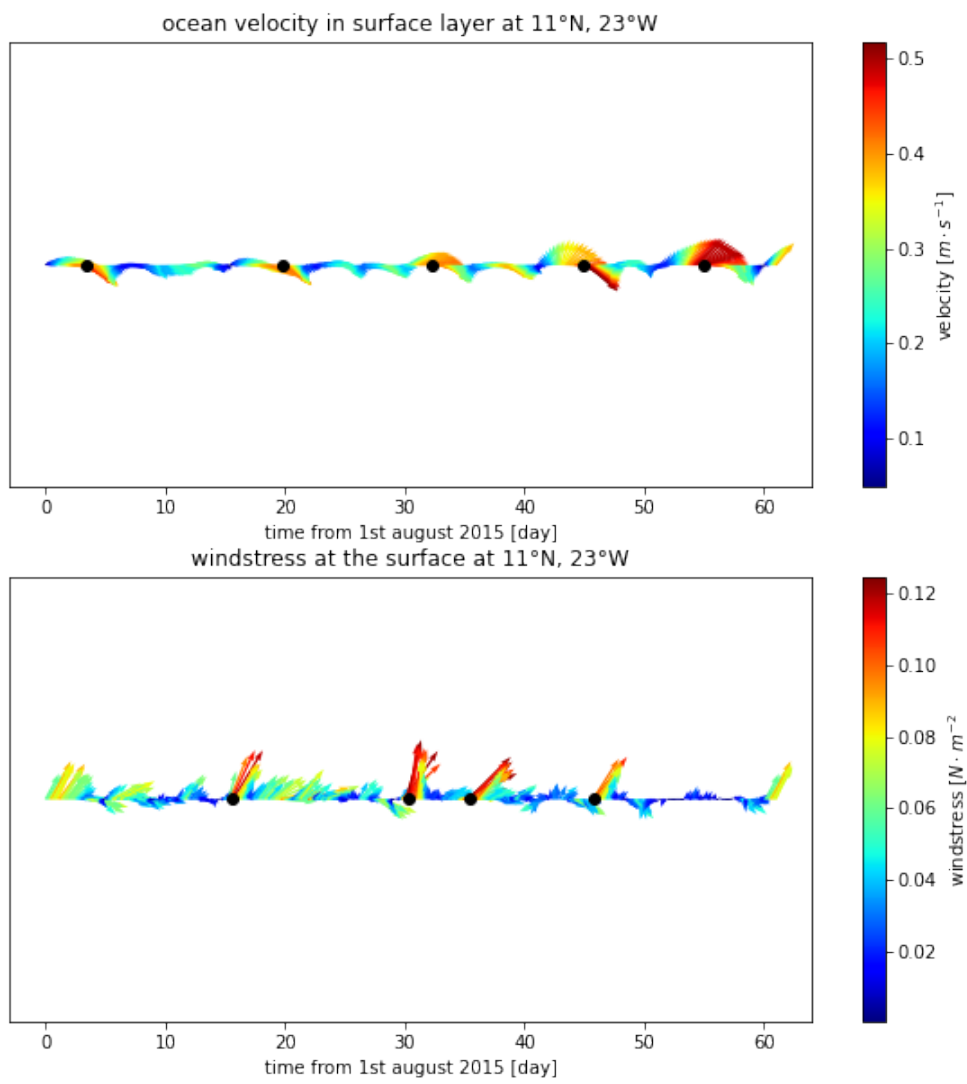 ocean velocity in surface layer at 11°N, 23°W
0.5
0.4
0.3
0.2
0.1
velocity [m · s⁻¹]
0 10 20 30 40 50 60
time from 1st august 2015 [day]
windstress at the surface at 11°N, 23°W
0.12
0.10
0.08
0.06
0.04
0.02
windstress [N · m⁻²]
0 10 20 30 40 50 60
time from 1st august 2015 [day]